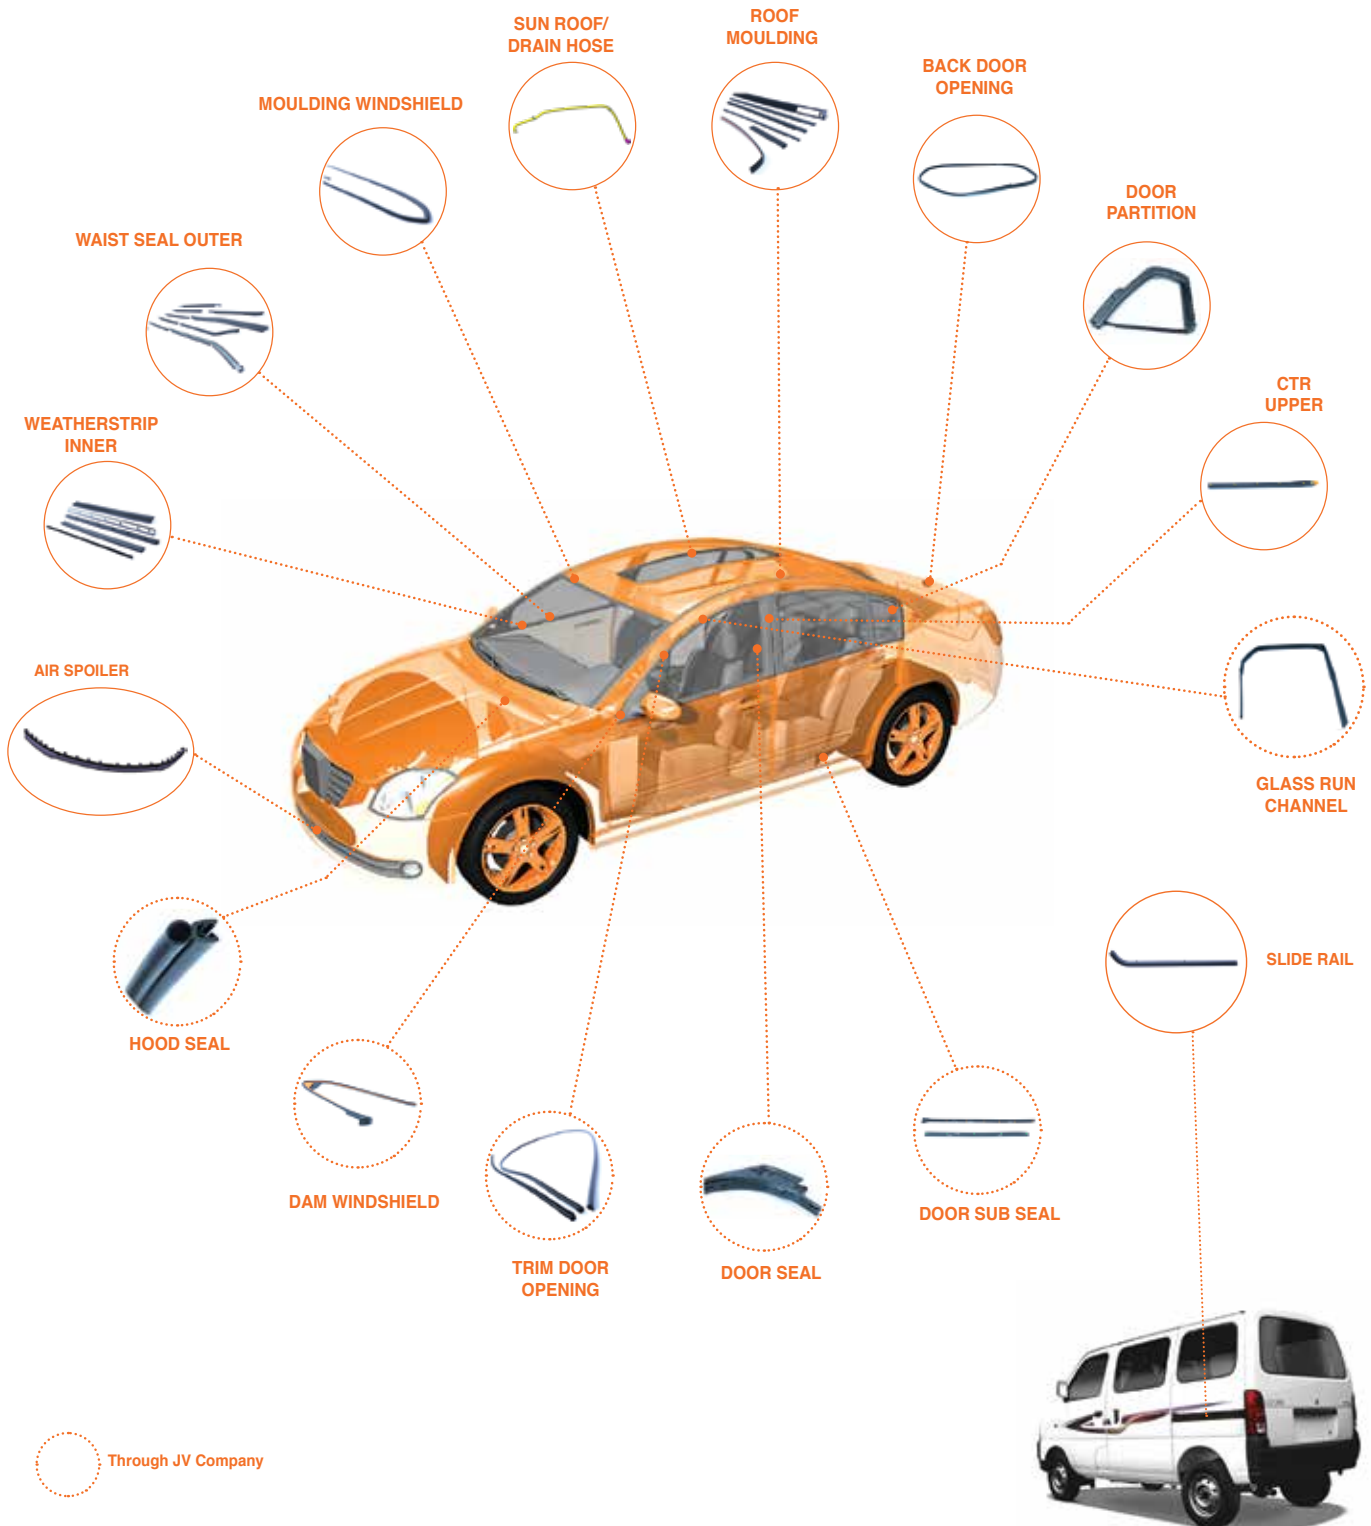 SUN ROOF/
DRAIN HOSE
ROOF
MOULDING
BACK DOOR
OPENING
MOULDING WINDSHIELD
DOOR
PARTITION
WAIST SEAL OUTER
CTR
UPPER
WEATHERSTRIP
INNER
AIR SPOILER
GLASS RUN
CHANNEL
SLIDE RAIL
HOOD SEAL
DAM WINDSHIELD
DOOR SUB SEAL
TRIM DOOR
OPENING
DOOR SEAL
Through JV Company